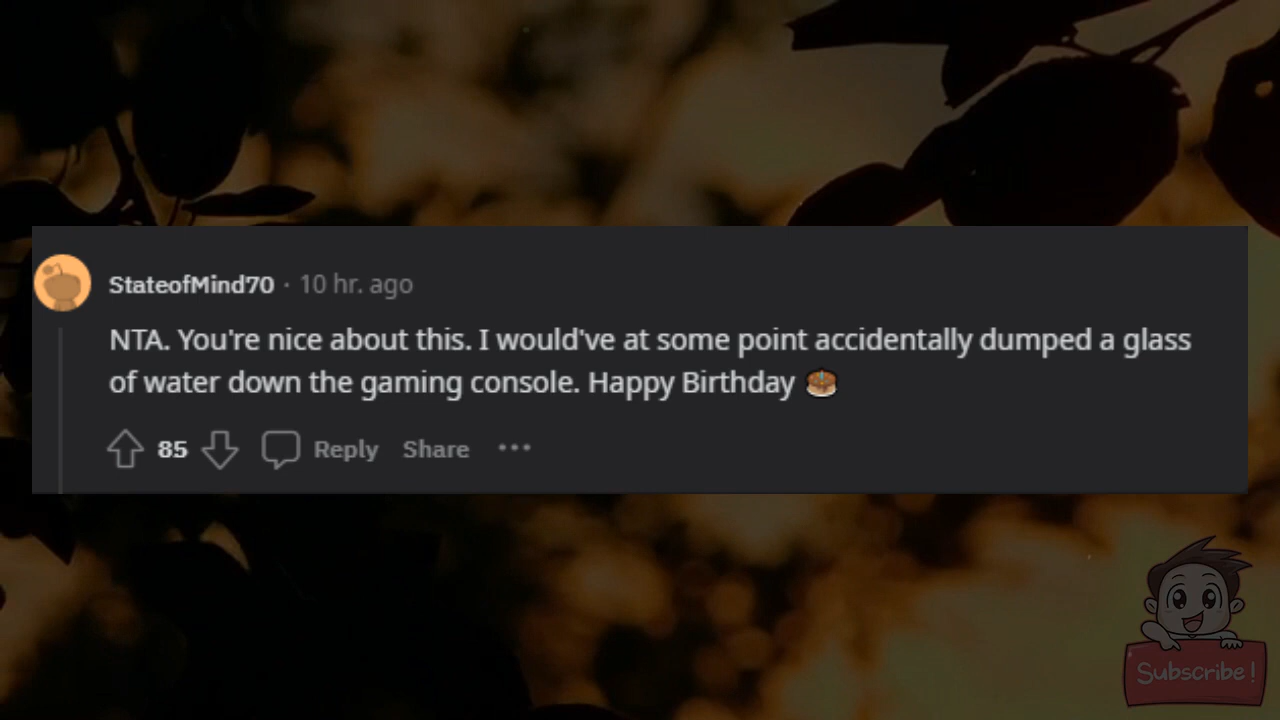 StateofMind70 · 10 hr. ago
NTA. You're nice about this. I would've at some point accidentally dumped a glass
of water down the gaming console. Happy Birthday 🎂
85 Reply Share ···
Subscribe!